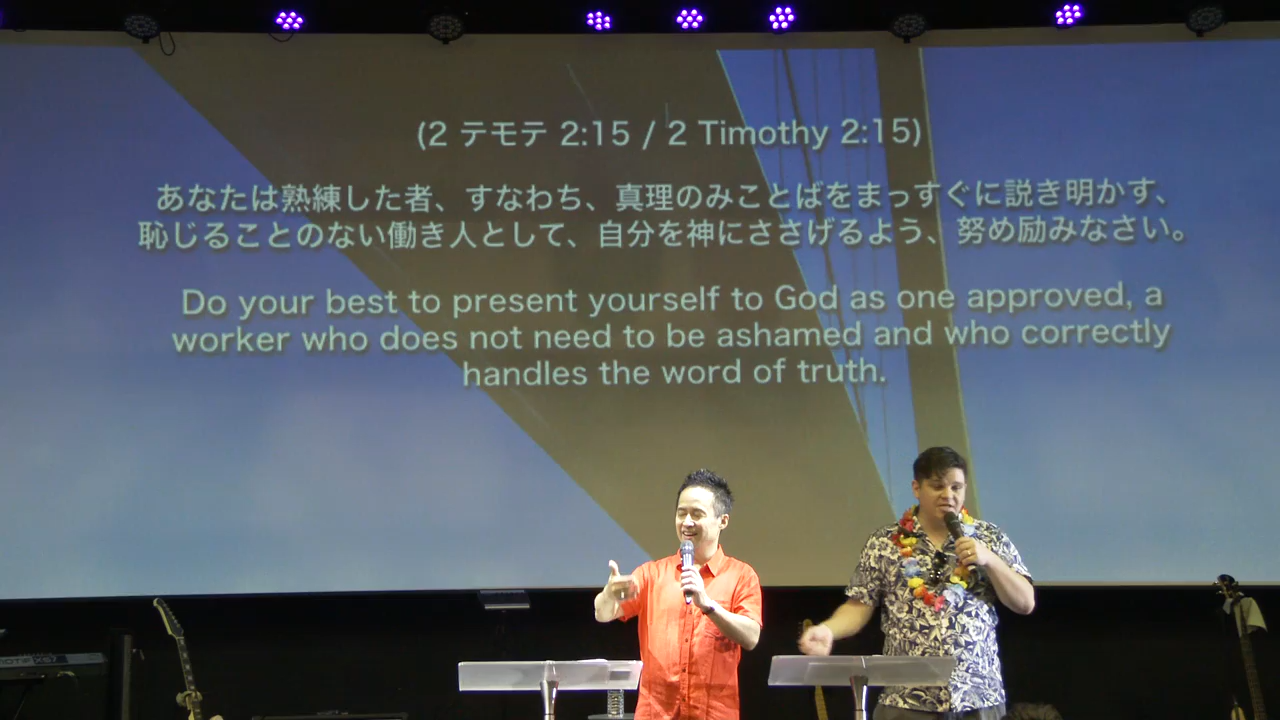 (2 テモテ 2:15 / 2 Timothy 2:15)
あなたは熟練した者、すなわち、真理のみことばをまっすぐに説き明かす、
恥じることのない働き人として、自分を神にささげるよう、努め励みなさい。
Do your best to present yourself to God as one approved, a
worker who does not need to be ashamed and who correctly
handles the word of truth.